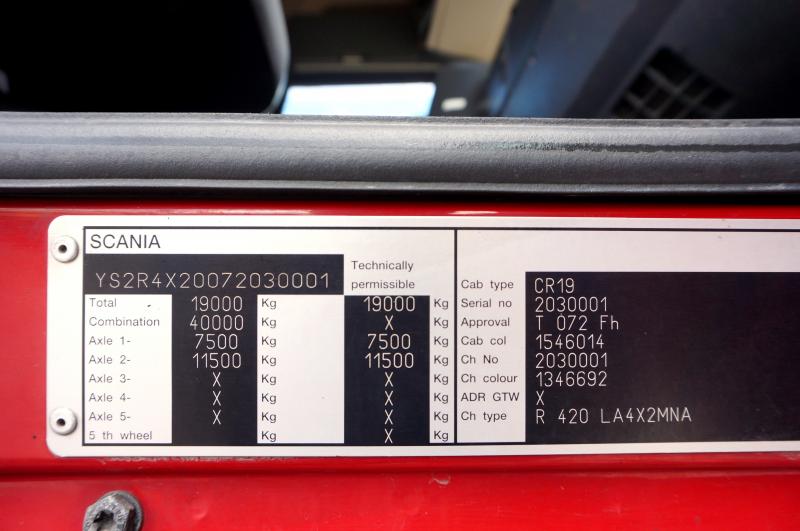 SCANIA
YS2R4X20072030001
Technically
permissible
Total 19000 Kg 19000 Kg
Combination 40000 Kg X Kg
Axle 1- 7500 Kg 7500 Kg
Axle 2- 11500 Kg 11500 Kg
Axle 3- X Kg X Kg
Axle 4- X Kg X Kg
Axle 5- X Kg X Kg
5 th wheel Kg X Kg
Cab type CR19
Serial no 2030001
Approval T 072 Fh
Cab col 1546014
Ch No 2030001
Ch colour 1346692
ADR GTW X
Ch type R 420 LA4X2MNA